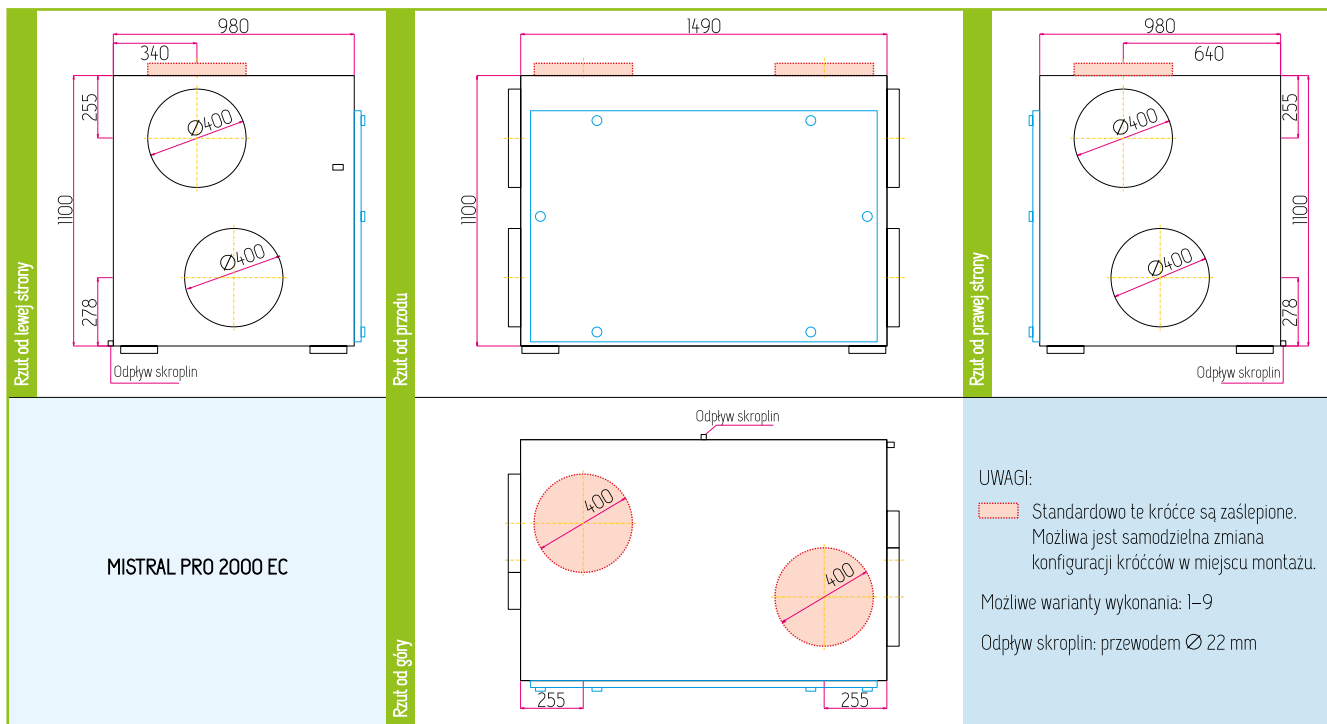 Rzut od lewej strony
980
340
255
1100
278
Ø400
Ø400
Odpływ skroplin
Rzut od przodu
1490
1100
Rzut od prawej strony
980
640
255
1100
278
Ø400
Ø400
Odpływ skroplin
MISTRAL PRO 2000 EC
Rzut od góry
Odpływ skroplin
400
400
255
255
UWAGI:
Standardowo te króćce są zaślepione.
Możliwa jest samodzielna zmiana
konfiguracji króćców w miejscu montażu.
Możliwe warianty wykonania: 1–9
Odpływ skroplin: przewodem Ø 22 mm